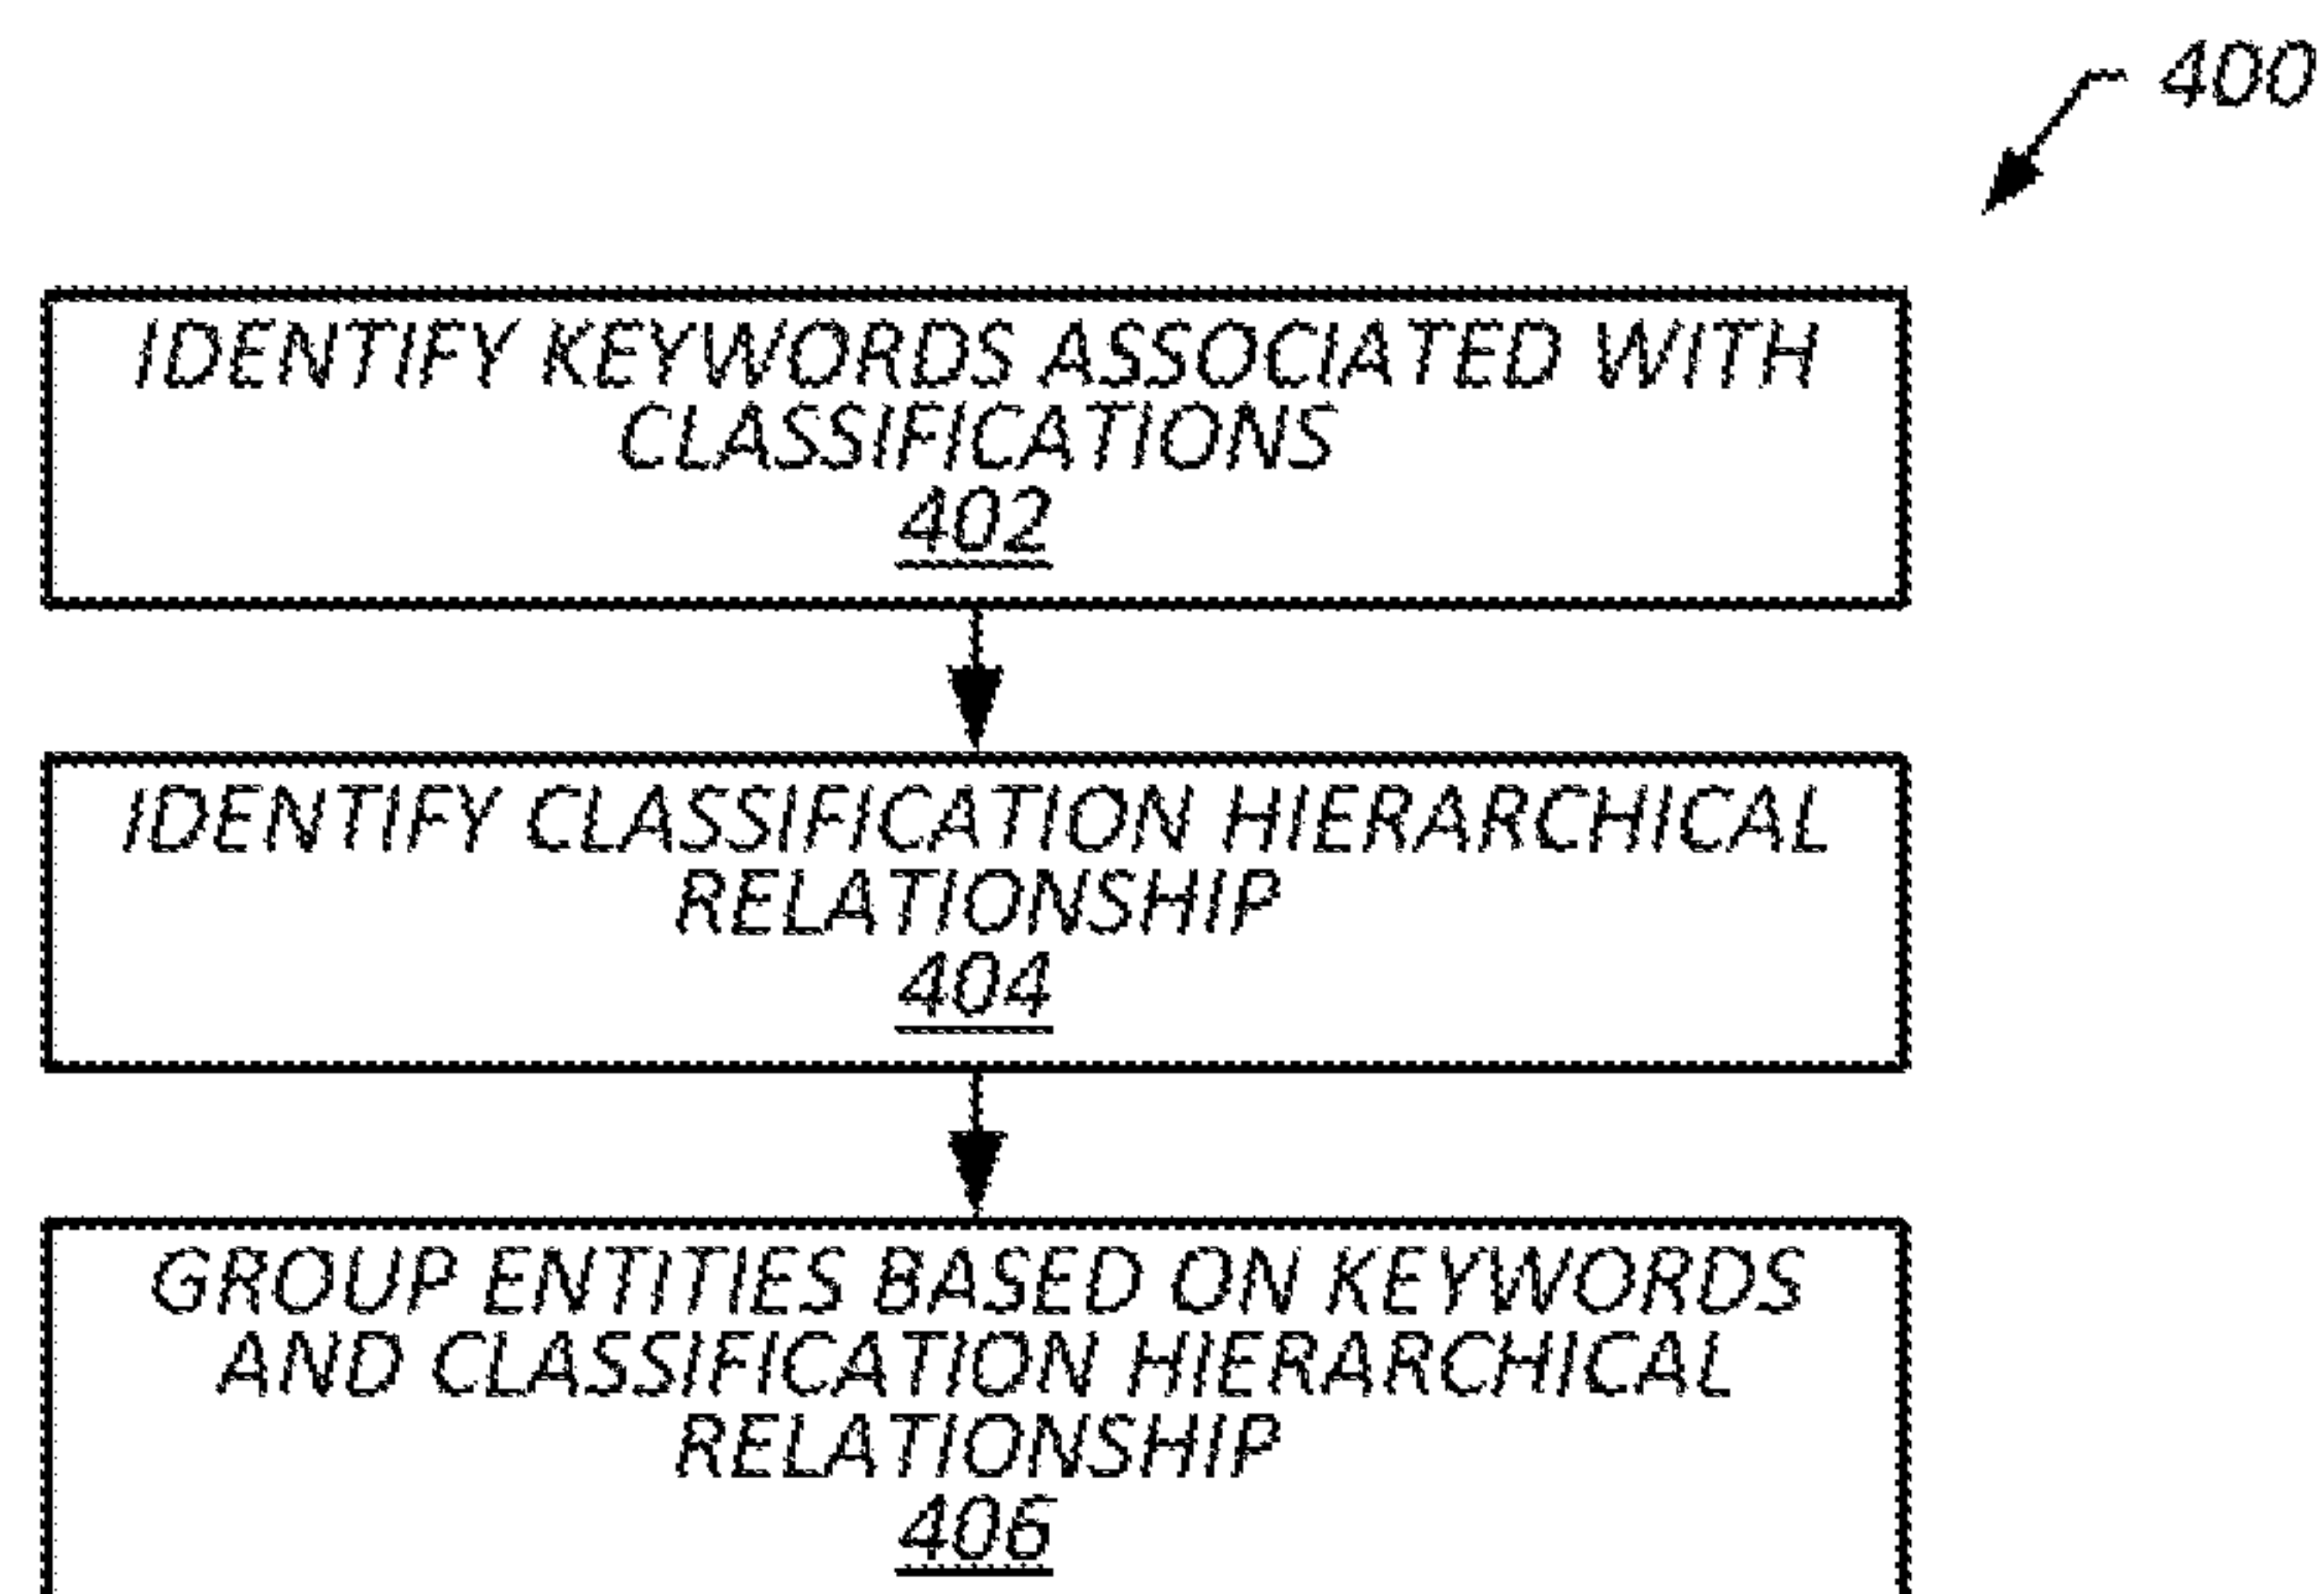 400
IDENTIFY KEYWORDS ASSOCIATED WITH
CLASSIFICATIONS
402
IDENTIFY CLASSIFICATION HIERARCHICAL
RELATIONSHIP
404
GROUP ENTITIES BASED ON KEYWORDS
AND CLASSIFICATION HIERARCHICAL
RELATIONSHIP
406